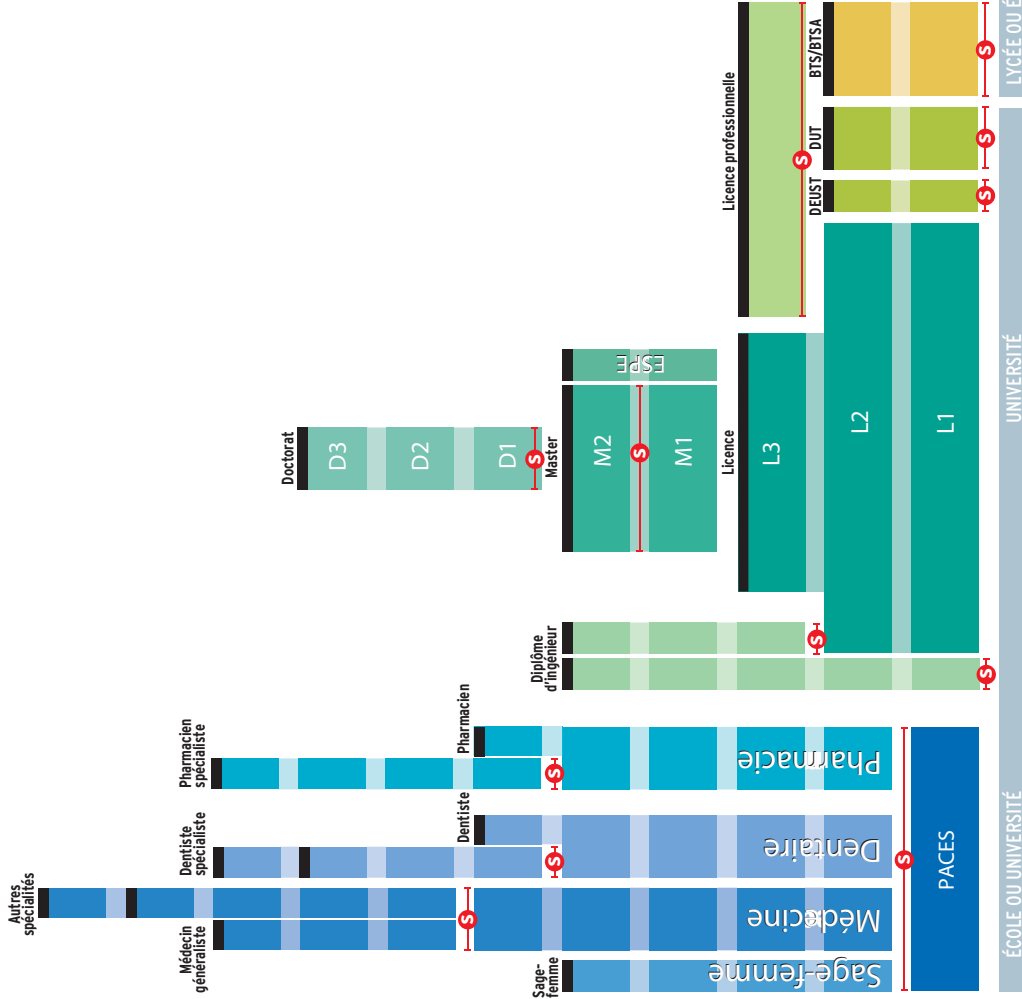 Autres
spécialités
Médecin
généraliste
Dentiste
spécialiste
Pharmacien
spécialiste
Doctorat
D3
D2
D1
S
Dentiste
Pharmacien
Sage-
femme
Diplôme
d'ingénieur
Master
M2
S
M1
ESPE
S
S
S
Licence
L3
Licence professionnelle
S
S
DEUST
DUT
BTS/BTSA
L2
L1
Sage-femme
Médecine
Dentaire
Pharmacie
S
PACES
S
S
S
S
ÉCOLE OU UNIVERSITÉ
UNIVERSITÉ
LYCÉE OU É